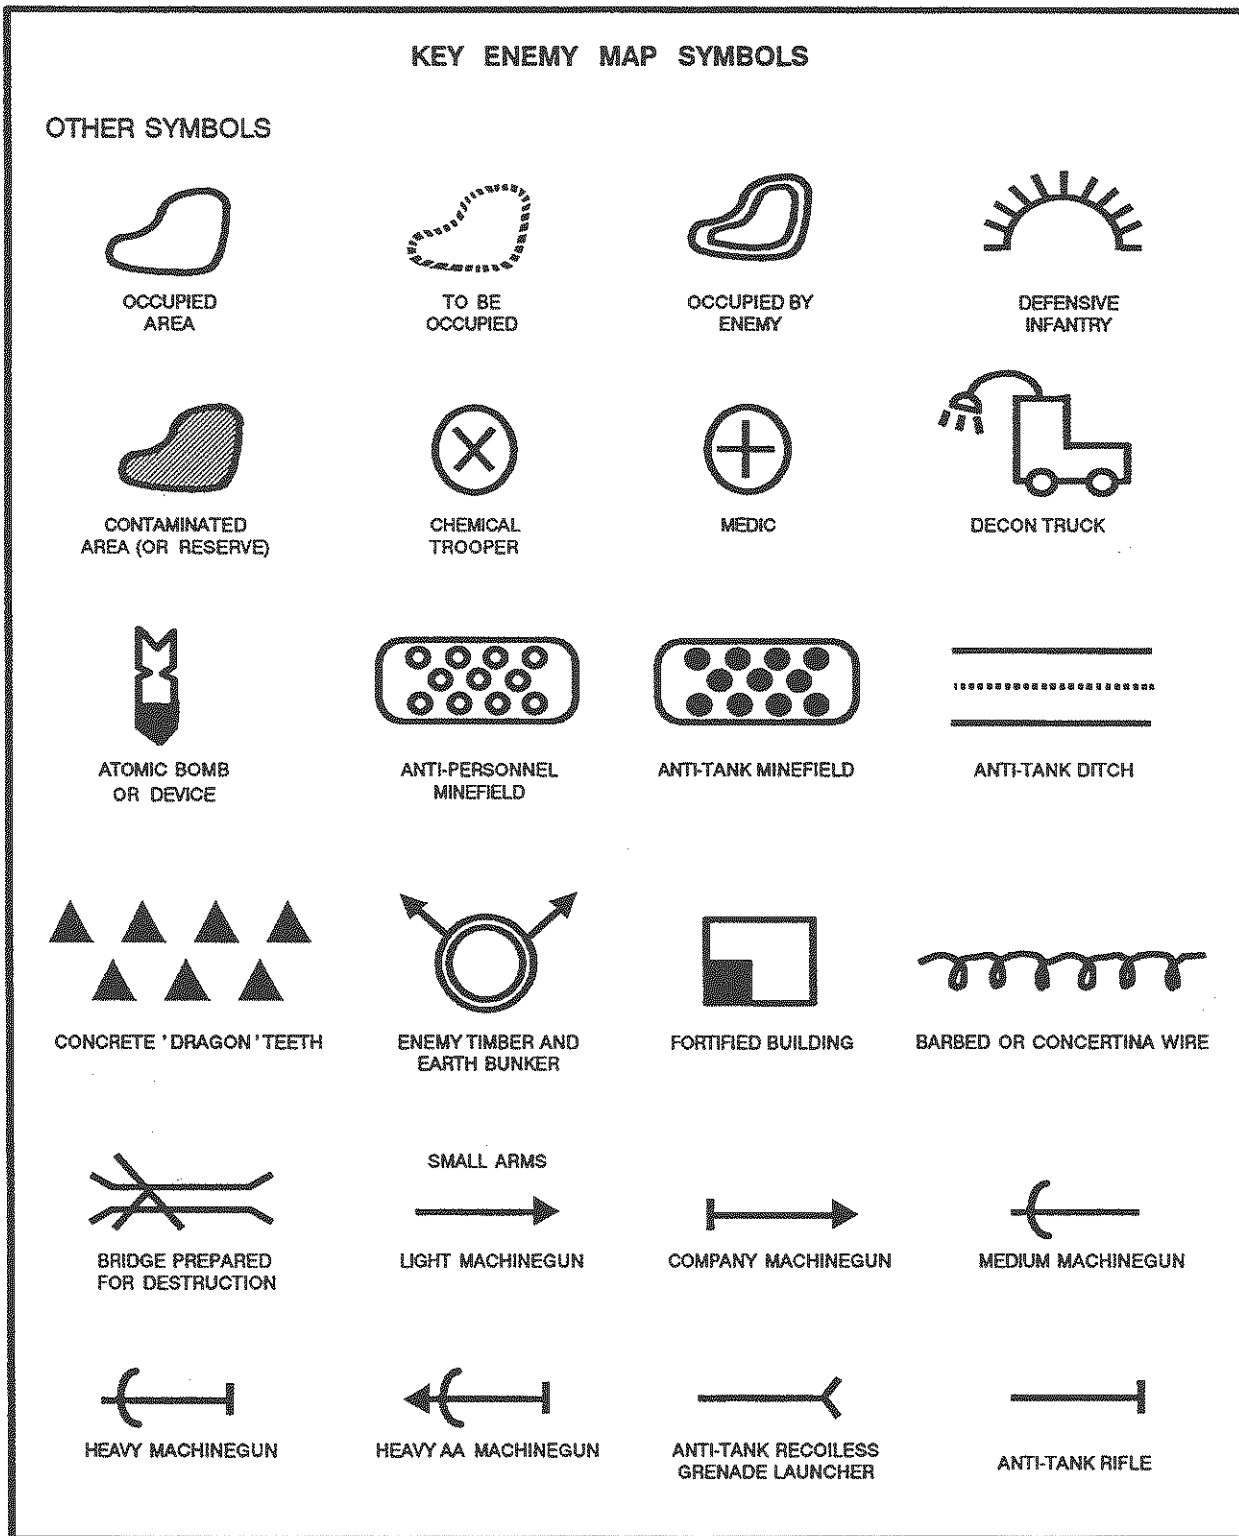 KEY ENEMY MAP SYMBOLS
OTHER SYMBOLS
OCCUPIED
AREA
TO BE
OCCUPIED
OCCUPIED BY
ENEMY
DEFENSIVE
INFANTRY
CONTAMINATED
AREA (OR RESERVE)
CHEMICAL
TROOPER
MEDIC
DECON TRUCK
ATOMIC BOMB
OR DEVICE
ANTI-PERSONNEL
MINEFIELD
ANTI-TANK MINEFIELD
ANTI-TANK DITCH
CONCRETE 'DRAGON' TEETH
ENEMY TIMBER AND
EARTH BUNKER
FORTIFIED BUILDING
BARBED OR CONCERTINA WIRE
BRIDGE PREPARED
FOR DESTRUCTION
SMALL ARMS
LIGHT MACHINEGUN
COMPANY MACHINEGUN
MEDIUM MACHINEGUN
HEAVY MACHINEGUN
HEAVY AA MACHINEGUN
ANTI-TANK RECOILESS
GRENADE LAUNCHER
ANTI-TANK RIFLE